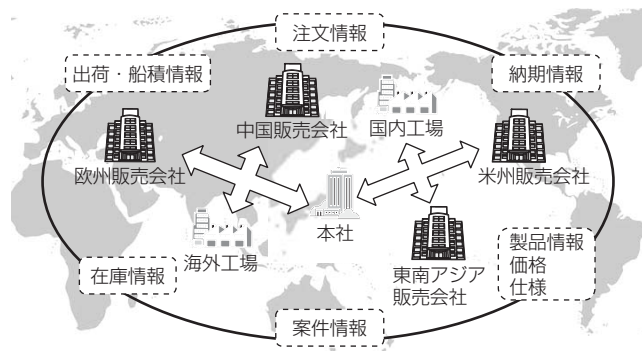 注文情報
出荷・船積情報
納期情報
中国販売会社
国内工場
欧州販売会社
米州販売会社
本社
海外工場
東南アジア
販売会社
製品情報
価格
仕様
在庫情報
案件情報